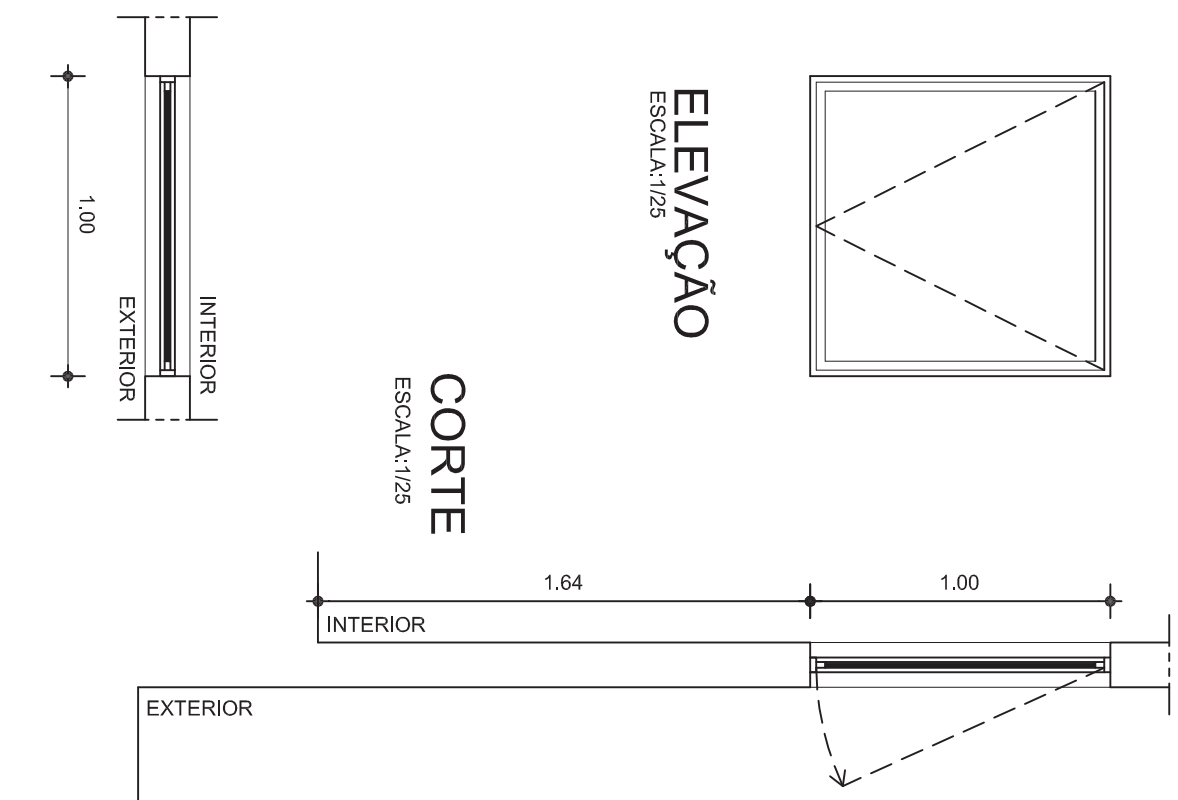 ELEVAÇÃO
ESCALA:1/25
1.00
EXTERIOR
INTERIOR
CORTE
ESCALA:1/25
1.64
1.00
INTERIOR
EXTERIOR